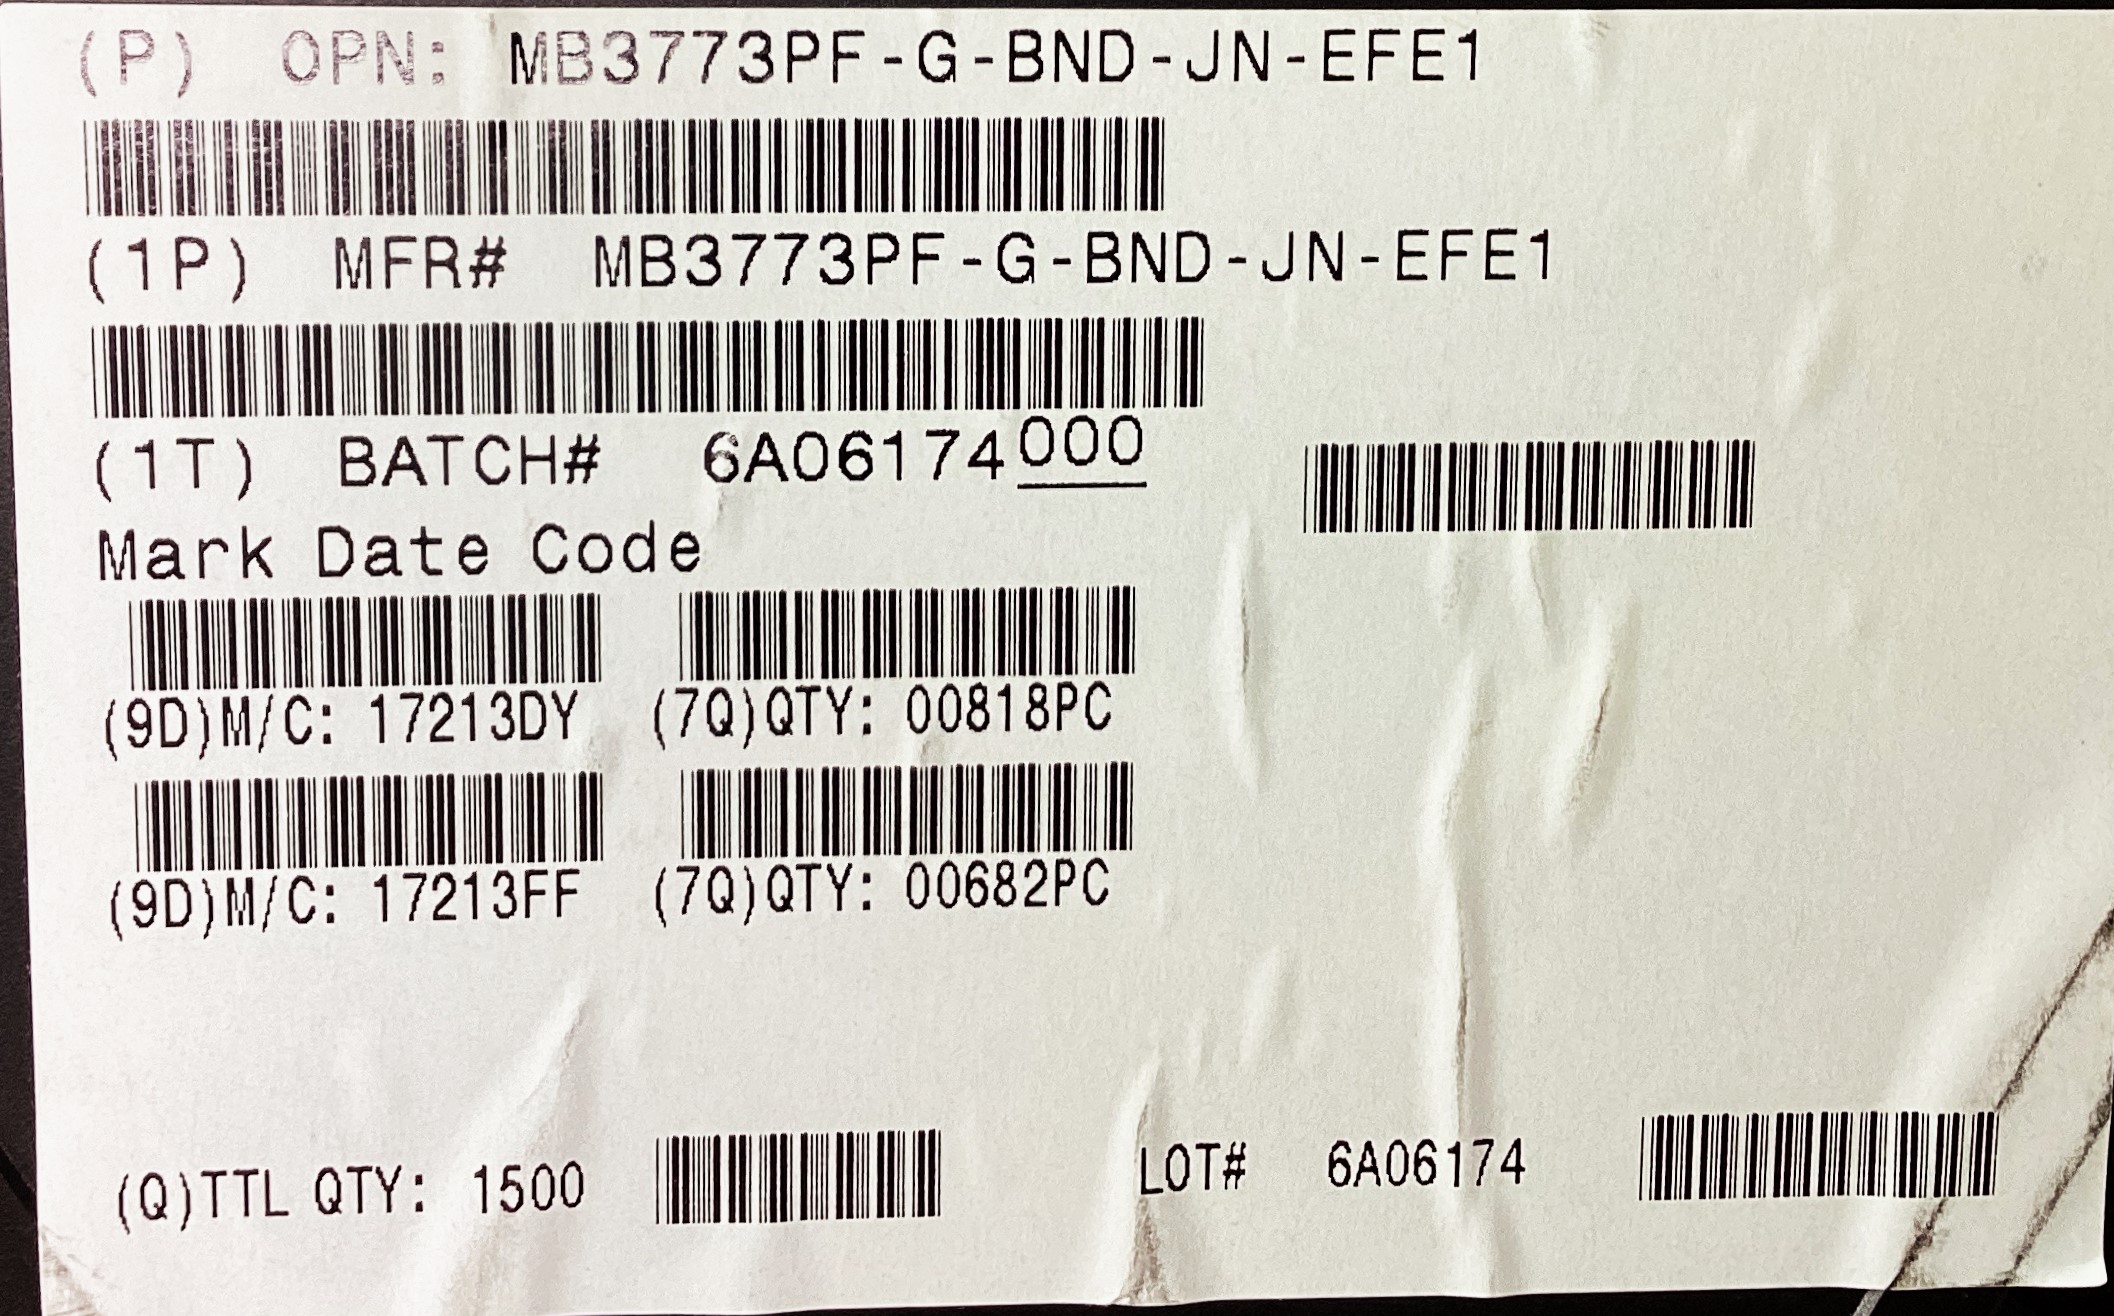 (P) OPN: MB3773PF-G-BND-JN-EFE1
(1P) MFR# MB3773PF-G-BND-JN-EFE1
(1T) BATCH# 6A06174000
Mark Date Code
(9D)M/C: 17213DY (7Q)QTY: 00818PC
(9D)M/C: 17213FF (7Q)QTY: 00682PC
(Q)TTL QTY: 1500 LOT# 6A06174